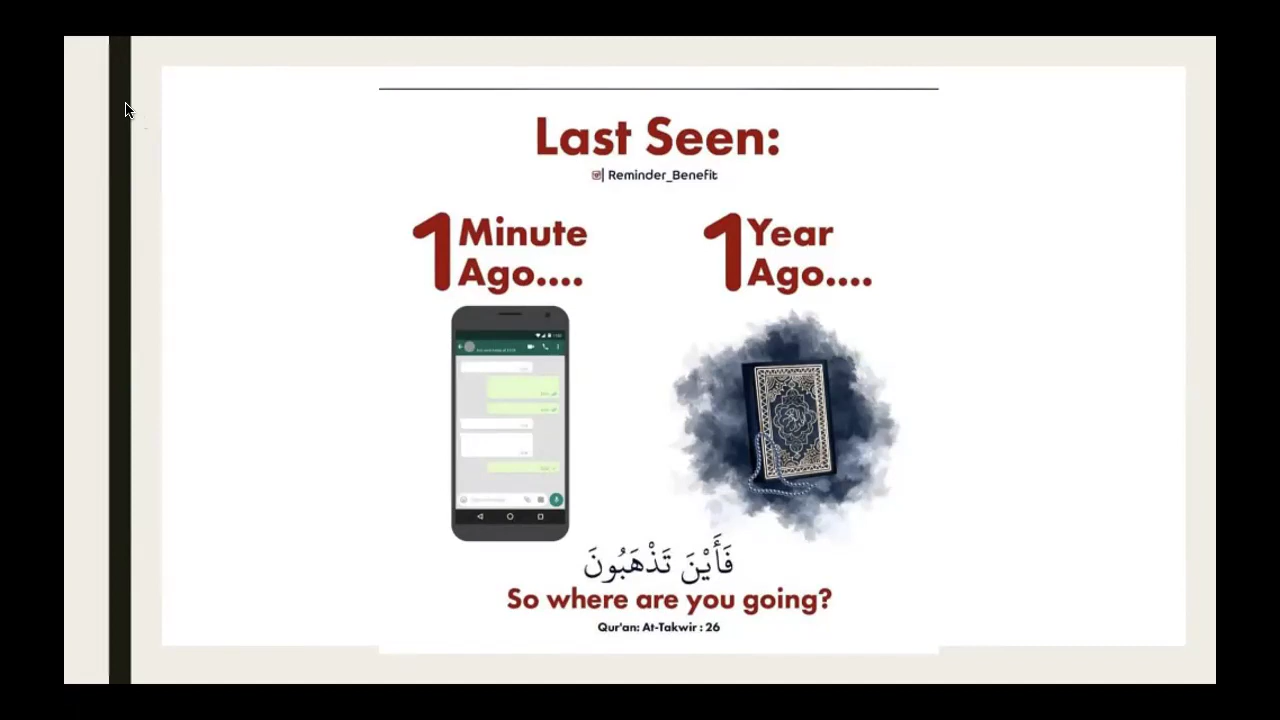 Last Seen:
Reminder_Benefit
1 Minute Ago....
1 Year Ago....
فَأَيْنَ تَذْهَبُونَ
So where are you going?
Qur'an: At-Takwir : 26